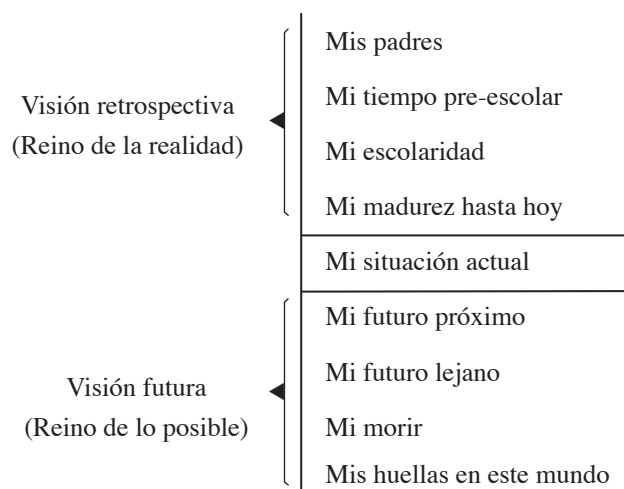 Visión retrospectiva
(Reino de la realidad)
Mis padres
Mi tiempo pre-escolar
Mi escolaridad
Mi madurez hasta hoy
Mi situación actual
Visión futura
(Reino de lo posible)
Mi futuro próximo
Mi futuro lejano
Mi morir
Mis huellas en este mundo